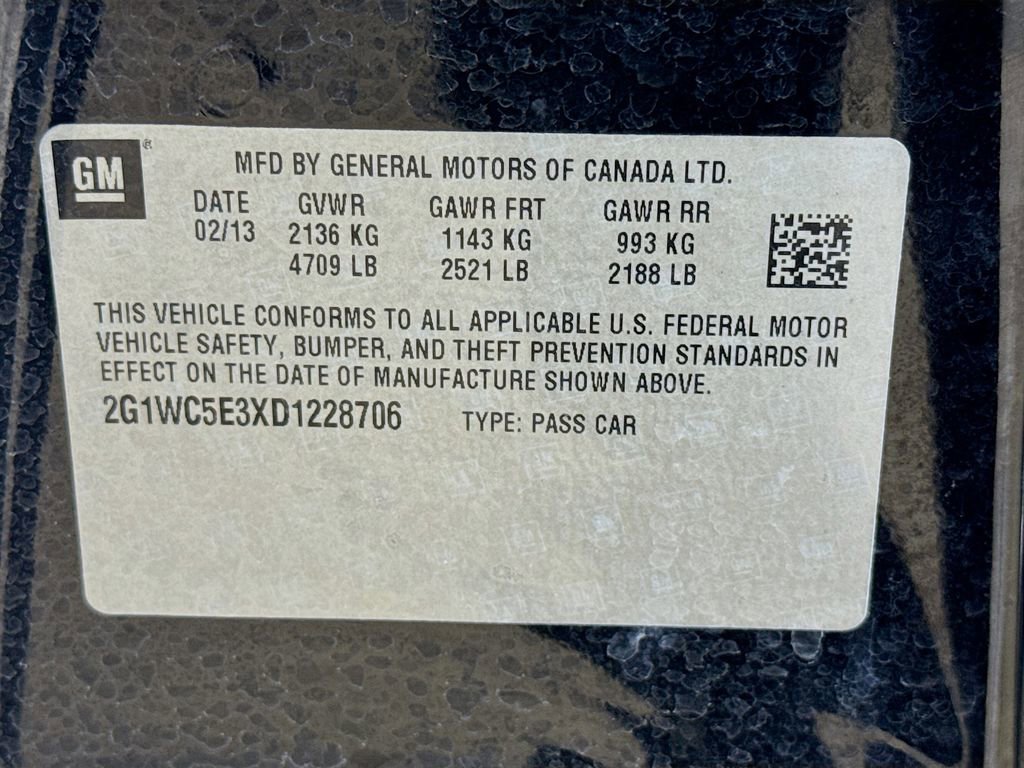 GM
MFD BY GENERAL MOTORS OF CANADA LTD.
DATE GVWR GAWR FRT GAWR RR
02/13 2136 KG 1143 KG 993 KG
4709 LB 2521 LB 2188 LB
THIS VEHICLE CONFORMS TO ALL APPLICABLE U.S. FEDERAL MOTOR
VEHICLE SAFETY, BUMPER, AND THEFT PREVENTION STANDARDS IN
EFFECT ON THE DATE OF MANUFACTURE SHOWN ABOVE.
2G1WC5E3XD1228706 TYPE: PASS CAR